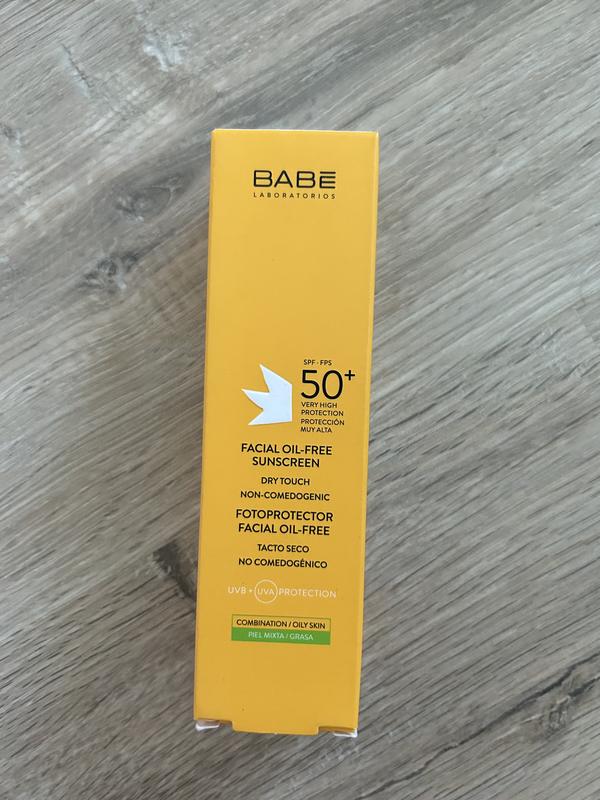 BABĒ
LABORATORIOS
SPF - FPS
50+
VERY HIGH
PROTECTION
PROTECCIÓN
MUY ALTA
FACIAL OIL-FREE
SUNSCREEN
DRY TOUCH
NON-COMEDOGENIC
FOTOPROTECTOR
FACIAL OIL-FREE
TACTO SECO
NO COMEDOGÉNICO
UVB + UVA PROTECTION
COMBINATION / OILY SKIN
PIEL MIXTA / GRASA